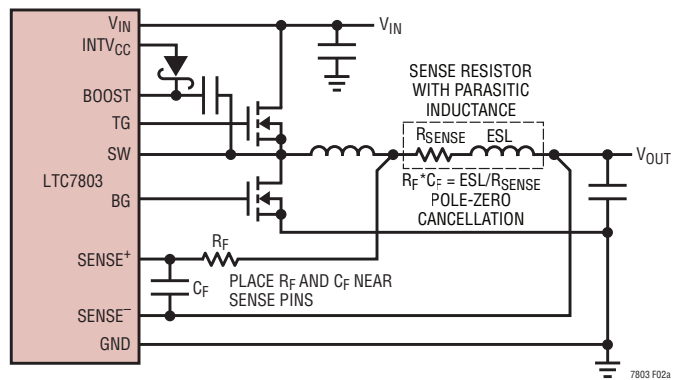 VIN
VIN
INTVCC
SENSE RESISTOR
WITH PARASITIC
INDUCTANCE
BOOST
TG
RSENSE
ESL
SW
VOUT
LTC7803
RF*CF = ESL/RSENSE
POLE-ZERO
CANCELLATION
BG
RF
SENSE+
PLACE RF AND CF NEAR
SENSE PINS
CF
SENSE–
GND
7803 F02a